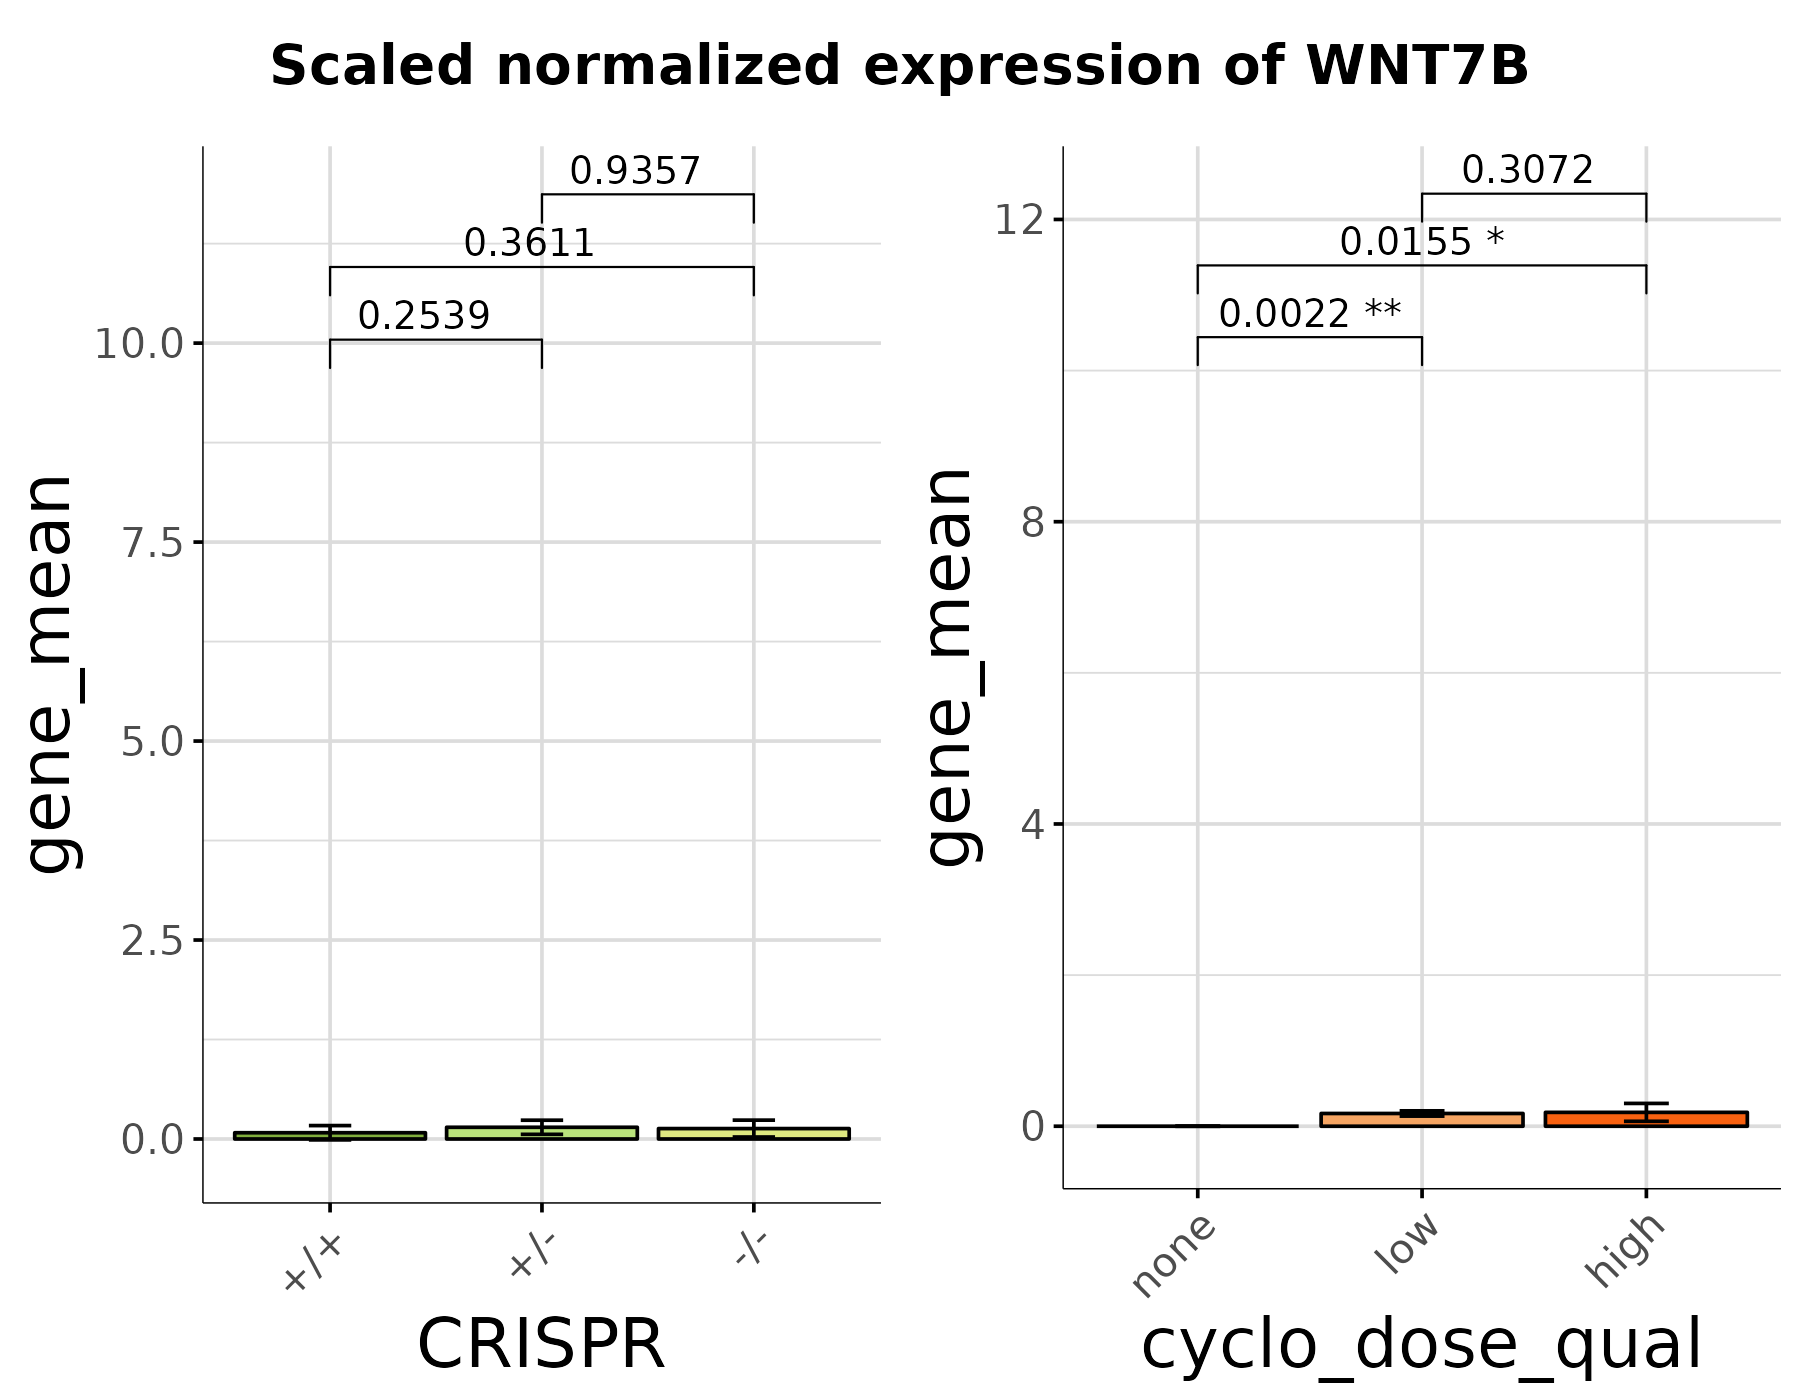 Scaled normalized expression of WNT7B
gene_mean
10.0
7.5
5.0
2.5
0.0
0.9357
0.3611
0.2539
+/+
+/-
-/-
CRISPR
gene_mean
12
8
4
0
0.3072
0.0155 *
0.0022 **
none
low
high
cyclo_dose_qual